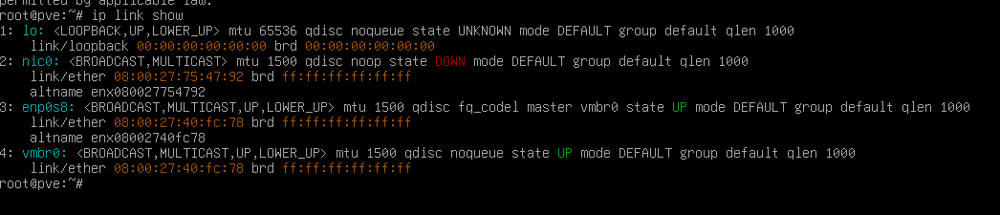 permitted by applicable law.
root@pve:~# ip link show
1: lo: <LOOPBACK,UP,LOWER_UP> mtu 65536 qdisc noqueue state UNKNOWN mode DEFAULT group default qlen 1000
    link/loopback 00:00:00:00:00:00 brd 00:00:00:00:00:00
2: nic0: <BROADCAST,MULTICAST> mtu 1500 qdisc noop state DOWN mode DEFAULT group default qlen 1000
    link/ether 08:00:27:75:47:92 brd ff:ff:ff:ff:ff:ff
    altname enx080027754792
3: enp0s8: <BROADCAST,MULTICAST,UP,LOWER_UP> mtu 1500 qdisc fq_codel master vmbr0 state UP mode DEFAULT group default qlen 1000
    link/ether 08:00:27:40:fc:78 brd ff:ff:ff:ff:ff:ff
    altname enx08002740fc78
4: vmbr0: <BROADCAST,MULTICAST,UP,LOWER_UP> mtu 1500 qdisc noqueue state UP mode DEFAULT group default qlen 1000
    link/ether 08:00:27:40:fc:78 brd ff:ff:ff:ff:ff:ff
root@pve:~#